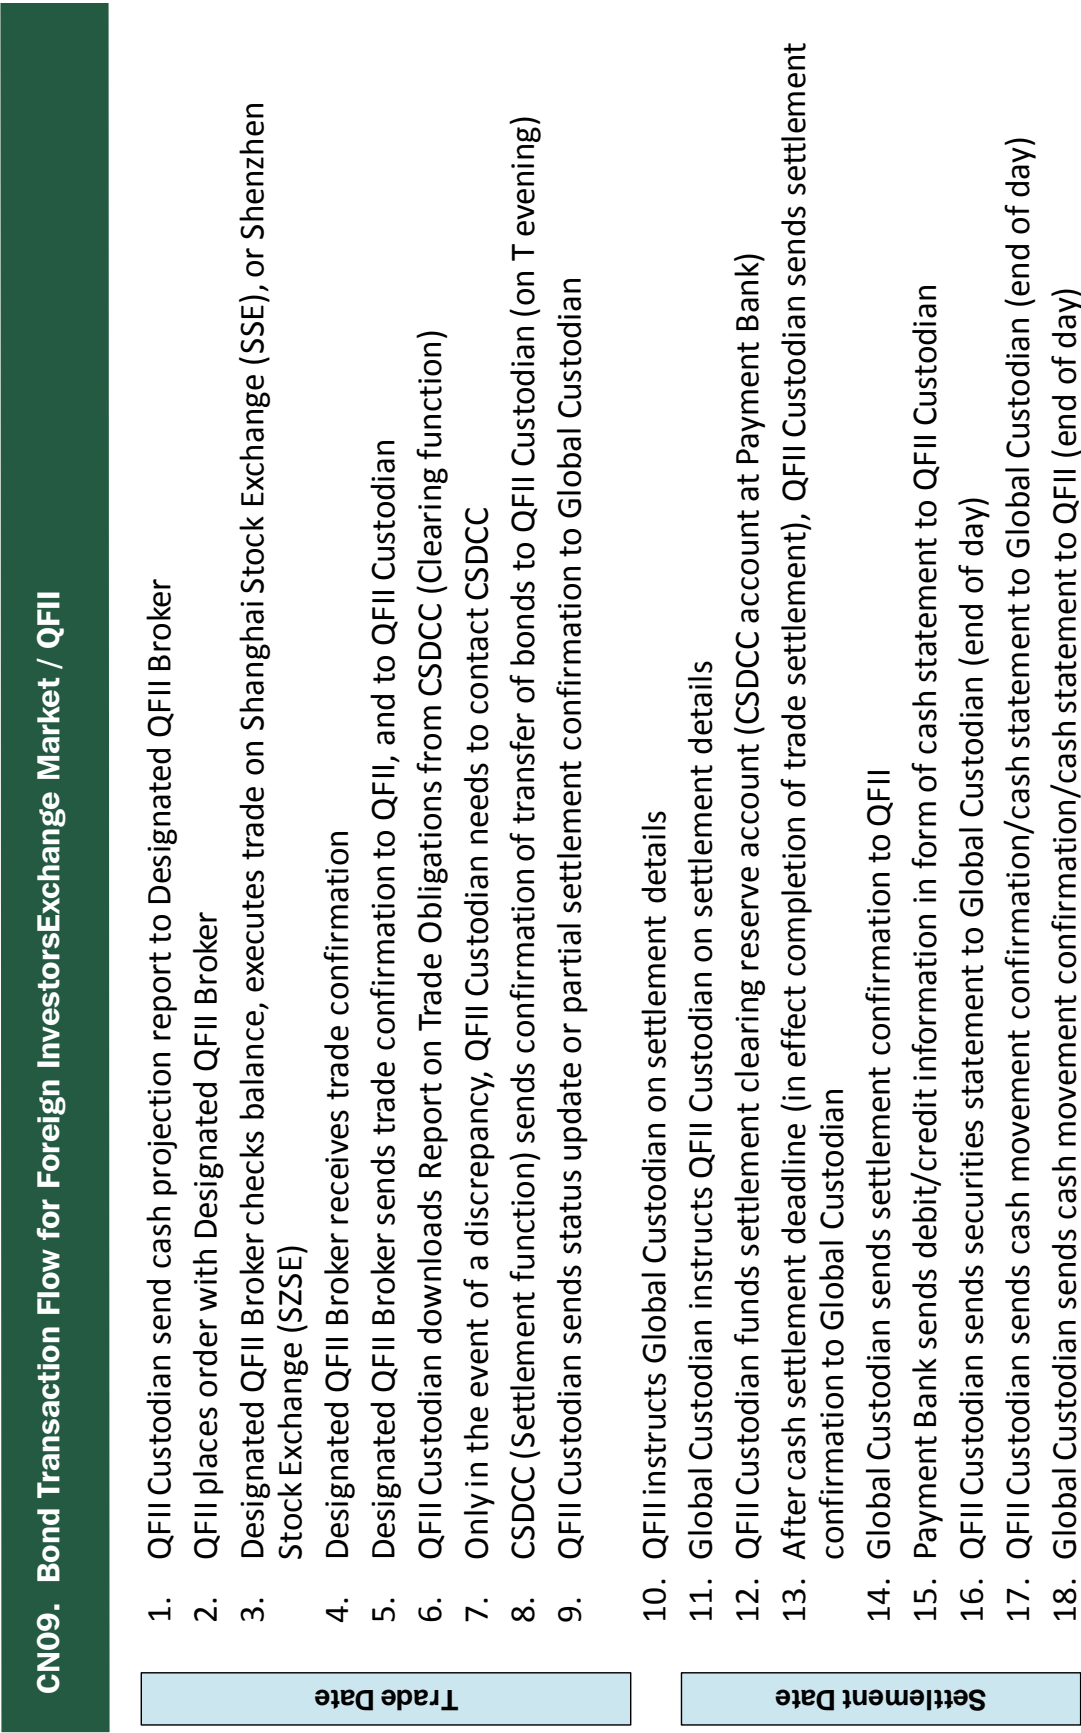 CN09. Bond Transaction Flow for Foreign InvestorsExchange Market / QFII
Trade Date
1. QFII Custodian send cash projection report to Designated QFII Broker
2. QFII places order with Designated QFII Broker
3. Designated QFII Broker checks balance, executes trade on Shanghai Stock Exchange (SSE), or Shenzhen
Stock Exchange (SZSE)
4. Designated QFII Broker receives trade confirmation
5. Designated QFII Broker sends trade confirmation to QFII, and to QFII Custodian
6. QFII Custodian downloads Report on Trade Obligations from CSDCC (Clearing function)
7. Only in the event of a discrepancy, QFII Custodian needs to contact CSDCC
8. CSDCC (Settlement function) sends confirmation of transfer of bonds to QFII Custodian (on T evening)
9. QFII Custodian sends status update or partial settlement confirmation to Global Custodian
Settlement Date
10. QFII instructs Global Custodian on settlement details
11. Global Custodian instructs QFII Custodian on settlement details
12. QFII Custodian funds settlement clearing reserve account (CSDCC account at Payment Bank)
13. After cash settlement deadline (in effect completion of trade settlement), QFII Custodian sends settlement
confirmation to Global Custodian
14. Global Custodian sends settlement confirmation to QFII
15. Payment Bank sends debit/credit information in form of cash statement to QFII Custodian
16. QFII Custodian sends securities statement to Global Custodian (end of day)
17. QFII Custodian sends cash movement confirmation/cash statement to Global Custodian (end of day)
18. Global Custodian sends cash movement confirmation/cash statement to QFII (end of day)